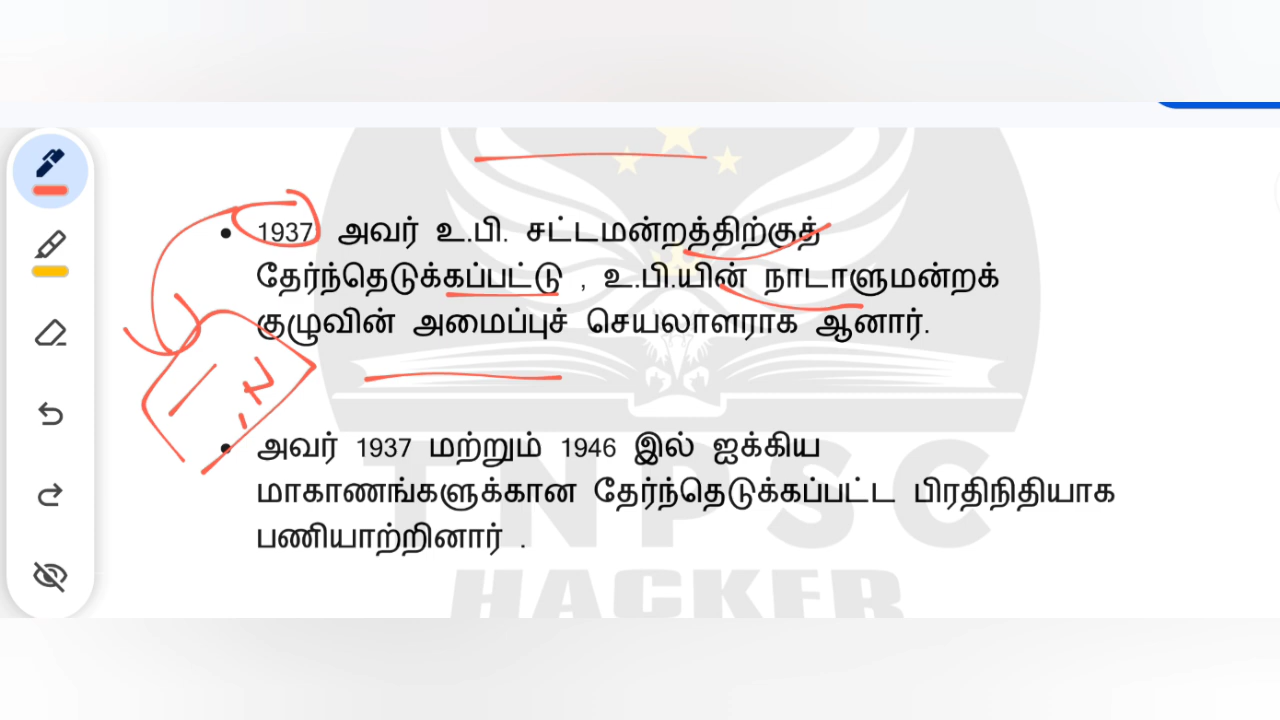 1937 அவர் உ.பி. சட்டமன்றத்திற்குத்
தேர்ந்தெடுக்கப்பட்டு , உ.பி.யின் நாடாளுமன்றக்
குழுவின் அமைப்புச் செயலாளராக ஆனார்.
அவர் 1937 மற்றும் 1946 இல் ஐக்கிய
மாகாணங்களுக்கான தேர்ந்தெடுக்கப்பட்ட பிரதிநிதியாக
பணியாற்றினார் .
TNPSC
HACKER